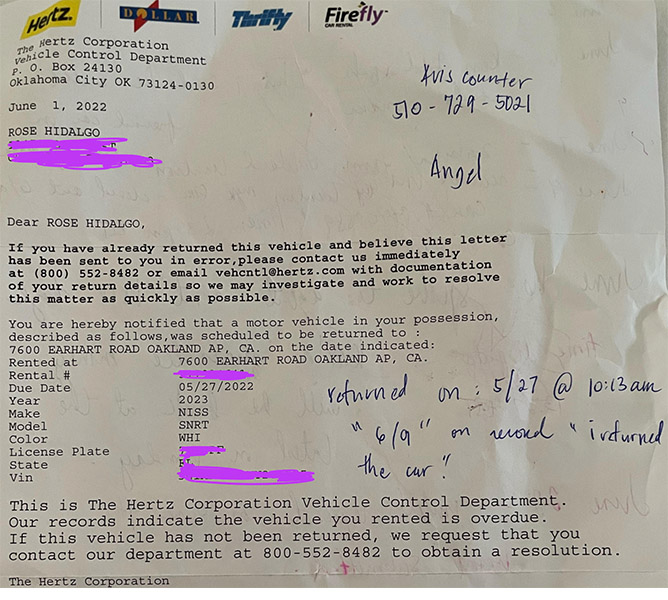 Hertz. DOLLAR Thrifty Firefly
CAR RENTAL
The Hertz Corporation
Vehicle Control Department
P. O. Box 24130
Oklahoma City OK 73124-0130
Avis counter
510-729-5021
June 1, 2022
ROSE HIDALGO
Angel
Dear ROSE HIDALGO,
If you have already returned this vehicle and believe this letter
has been sent to you in error,please contact us immediately
at (800) 552-8482 or email vehcntl@hertz.com with documentation
of your return details so we may investigate and work to resolve
this matter as quickly as possible.
You are hereby notified that a motor vehicle in your possession,
described as follows,was scheduled to be returned to :
7600 EARHART ROAD OAKLAND AP, CA. on the date indicated:
Rented at 7600 EARHART ROAD OAKLAND AP, CA.
Rental #
Due Date 05/27/2022
Year 2023
Make NISS
Model SNRT
Color WHI
License Plate
State
Vin
returned on : 5/27 @ 10:13am
"6/9" on record "i returned
the car".
This is The Hertz Corporation Vehicle Control Department.
Our records indicate the vehicle you rented is overdue.
If this vehicle has not been returned, we request that you
contact our department at 800-552-8482 to obtain a resolution.
The Hertz Corporation